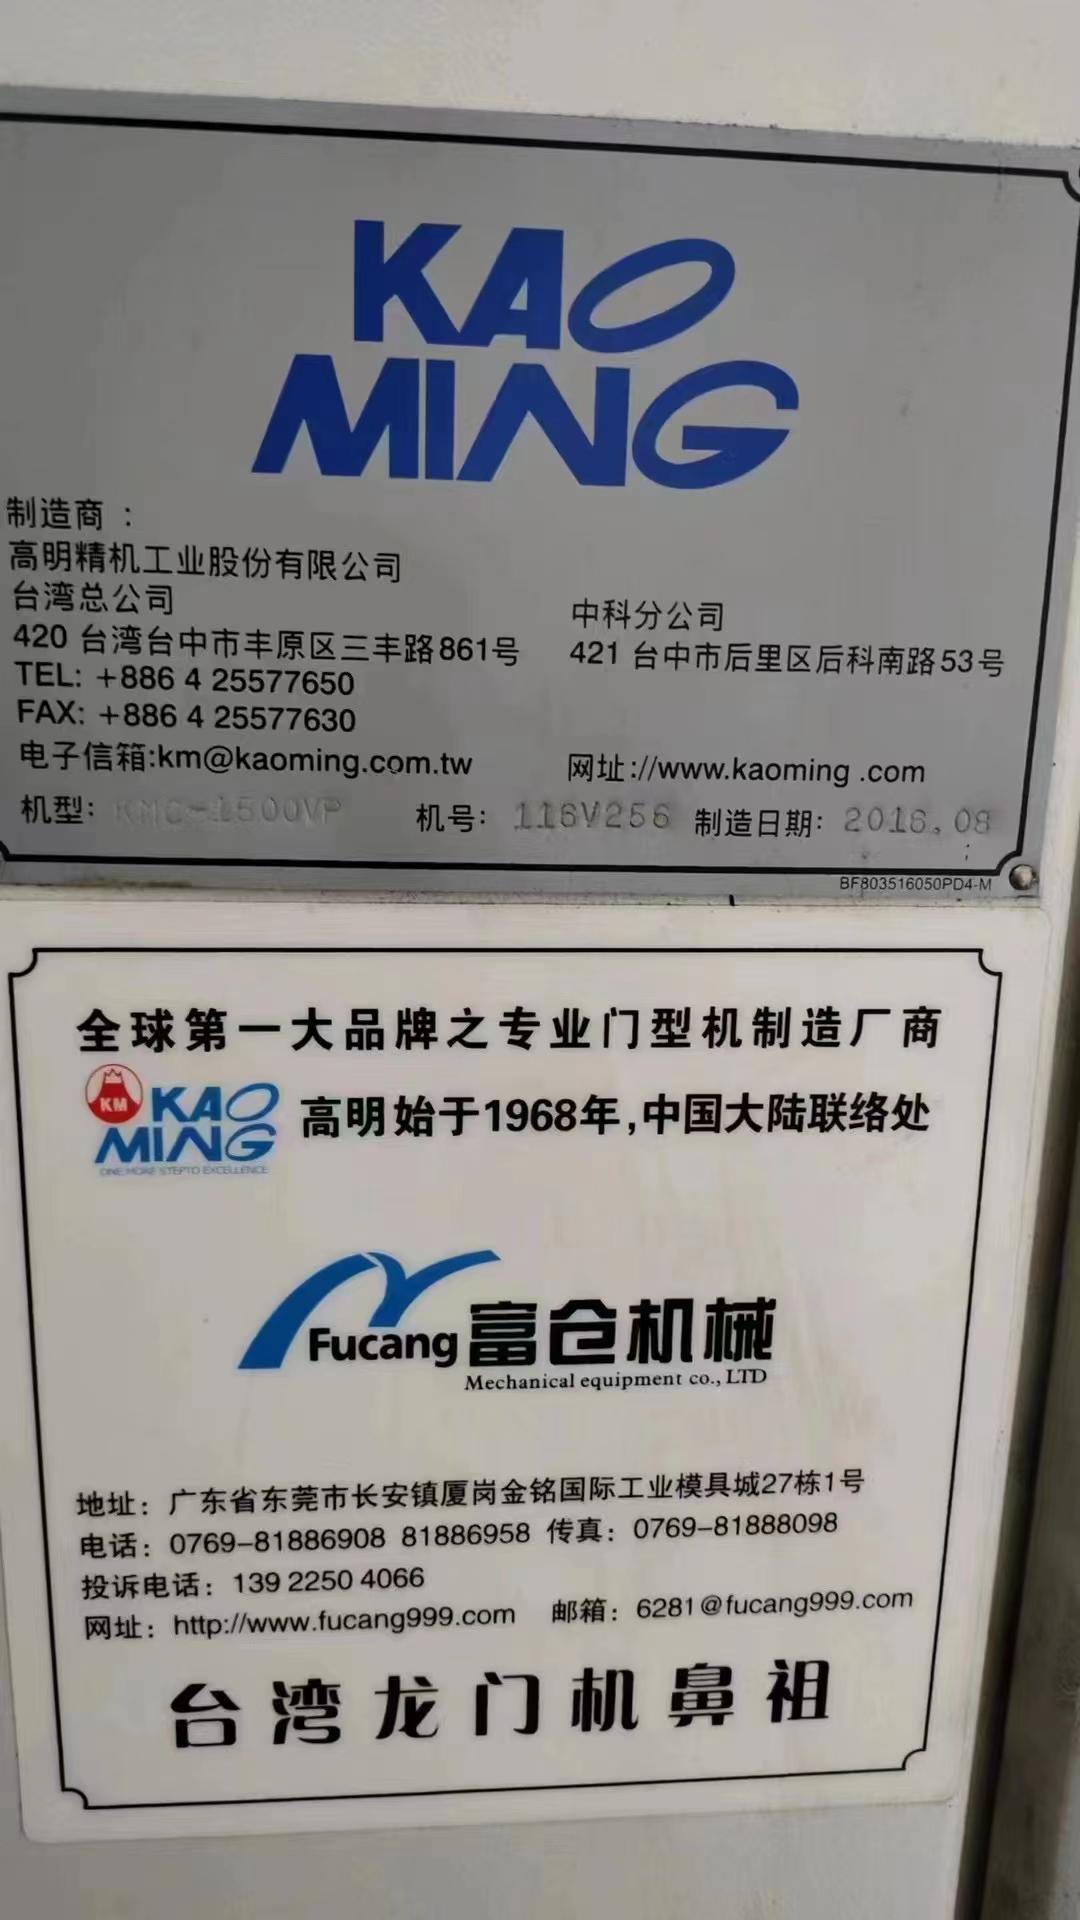 KAO
MING
制造商：
高明精机工业股份有限公司
台湾总公司
420 台湾台中市丰原区三丰路861号
TEL: +886 4 25577650
FAX: +886 4 25577630
中科分公司
421 台中市后里区后科南路53号
电子信箱:km@kaoming.com.tw 网址://www.kaoming .com
机型: KMC-1500VP 机号: 116V256 制造日期: 2016.08
BF803516050PD4-M
全球第一大品牌之专业门型机制造厂商
KM
KAO
MING
ONE MORE STEPTO EXCELLENCE
高明始于1968年,中国大陆联络处
Fucang 富仓机械
Mechanical equipment co.,LTD
地址：广东省东莞市长安镇厦岗金铭国际工业模具城27栋1号
电话：0769-81886908 81886958 传真：0769-81888098
投诉电话：139 2250 4066
网址：http://www.fucang999.com 邮箱：6281@fucang999.com
台湾龙门机鼻祖